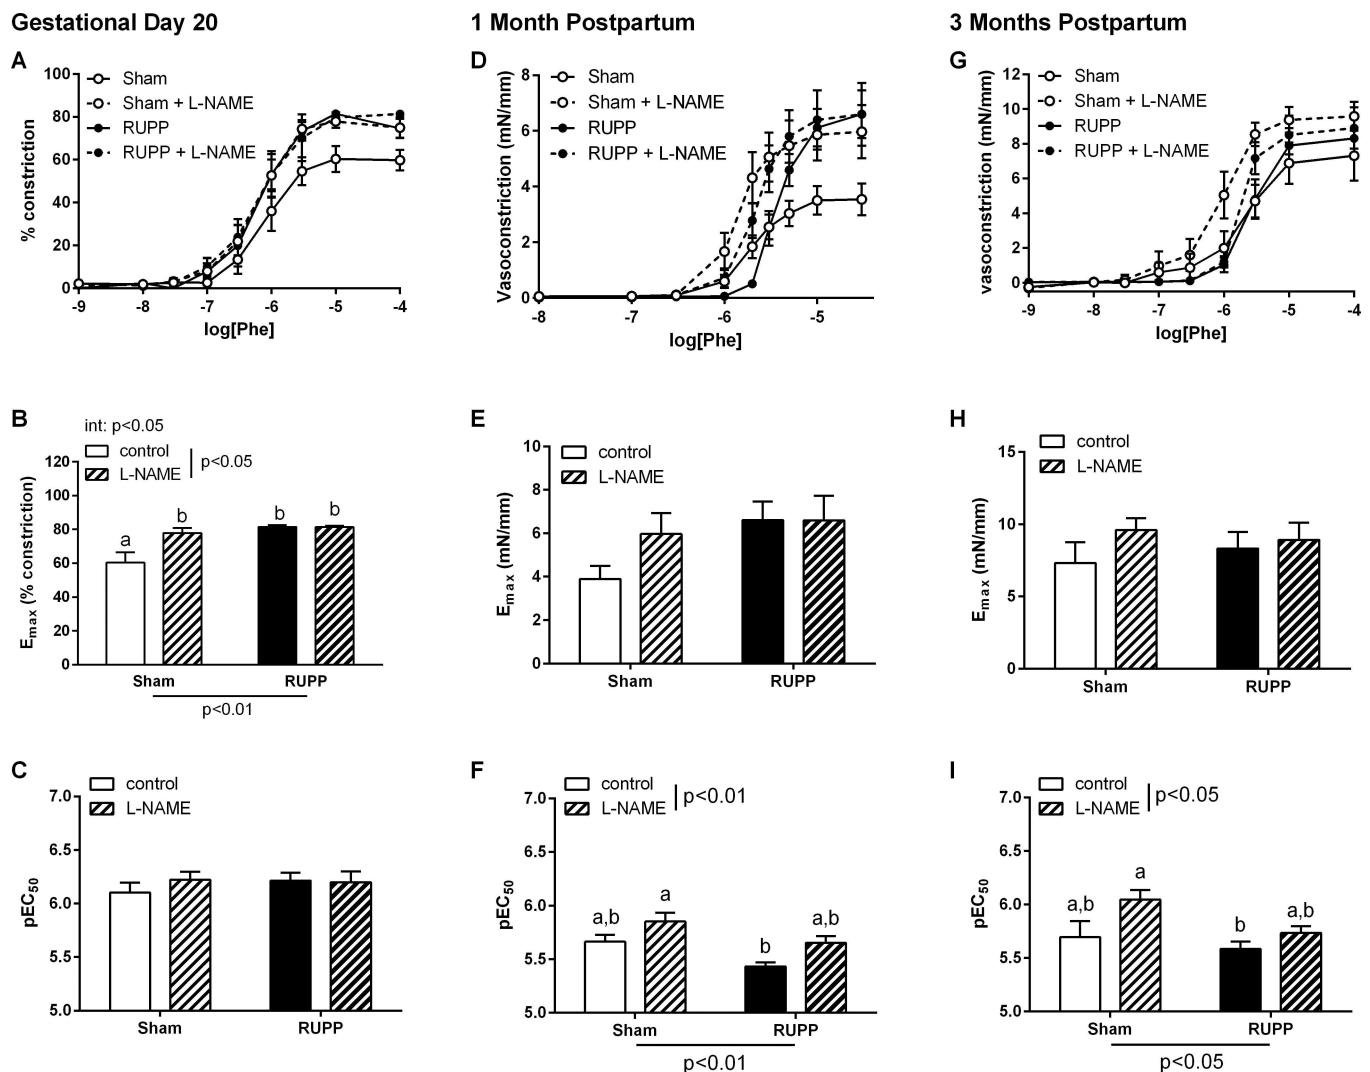 Gestational Day 20
1 Month Postpartum
3 Months Postpartum
A
100
80
60
40
20
0
% constriction
Sham
Sham + L-NAME
RUPP
RUPP + L-NAME
-9
-8
-7
-6
-5
-4
log[Phe]
D
8
6
4
2
0
Vasoconstriction (mN/mm)
Sham
Sham + L-NAME
RUPP
RUPP + L-NAME
-8
-7
-6
-5
log[Phe]
G
12
10
8
6
4
2
0
vasoconstriction (mN/mm)
Sham
Sham + L-NAME
RUPP
RUPP + L-NAME
-9
-8
-7
-6
-5
-4
log[Phe]
B
int: p<0.05
control
L-NAME
p<0.05
120
100
80
60
40
20
0
Emax (% constriction)
a
b
b
b
Sham
RUPP
p<0.01
E
control
L-NAME
10
8
6
4
2
0
Emax (mN/mm)
Sham
RUPP
H
control
L-NAME
15
10
5
0
Emax (mN/mm)
Sham
RUPP
C
control
L-NAME
7.0
6.5
6.0
5.5
5.0
pEC50
Sham
RUPP
F
control
L-NAME
p<0.01
7.0
6.5
6.0
5.5
5.0
pEC50
a,b
a
b
a,b
Sham
RUPP
p<0.01
I
control
L-NAME
p<0.05
7.0
6.5
6.0
5.5
5.0
pEC50
a,b
a
b
a,b
Sham
RUPP
p<0.05